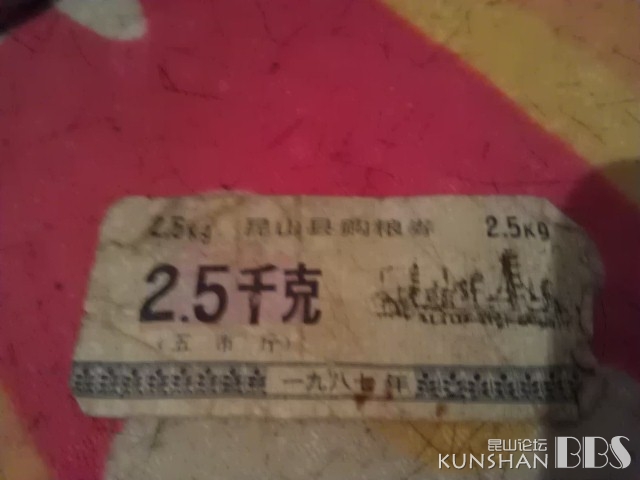 2.5kg 昆山县购粮券 2.5kg
2.5千克
(五市斤)
一九八七年
昆山论坛
KUNSHAN BBS